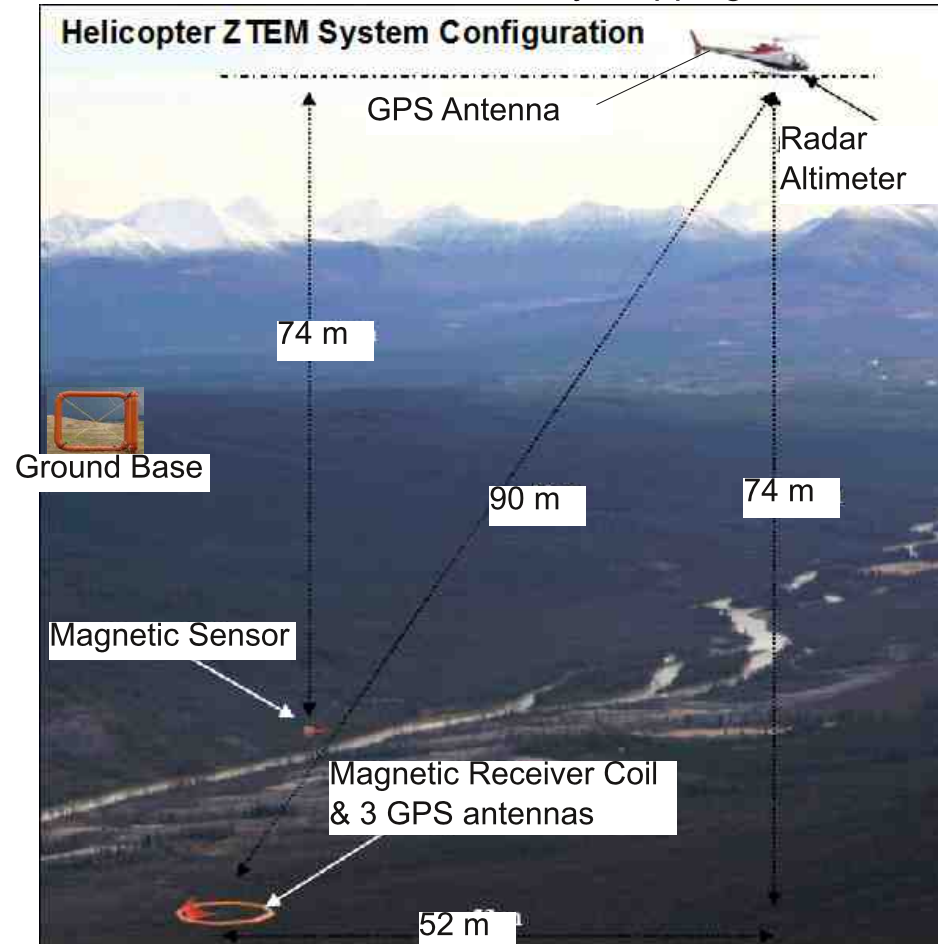 Helicopter ZTEM System Configuration
GPS Antenna
Radar
Altimeter
74 m
Ground Base
90 m
74 m
Magnetic Sensor
Magnetic Receiver Coil
& 3 GPS antennas
52 m